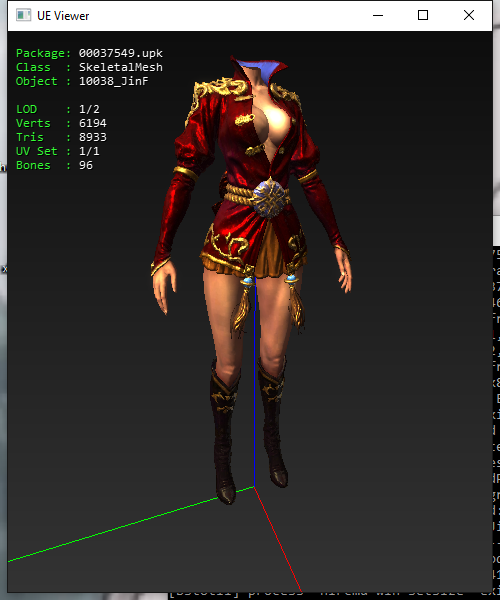 UE Viewer
Package: 00037549.upk
Class : SkeletalMesh
Object : 10038_JinF
LOD : 1/2
Verts : 6194
Tris : 8933
UV Set : 1/1
Bones : 96